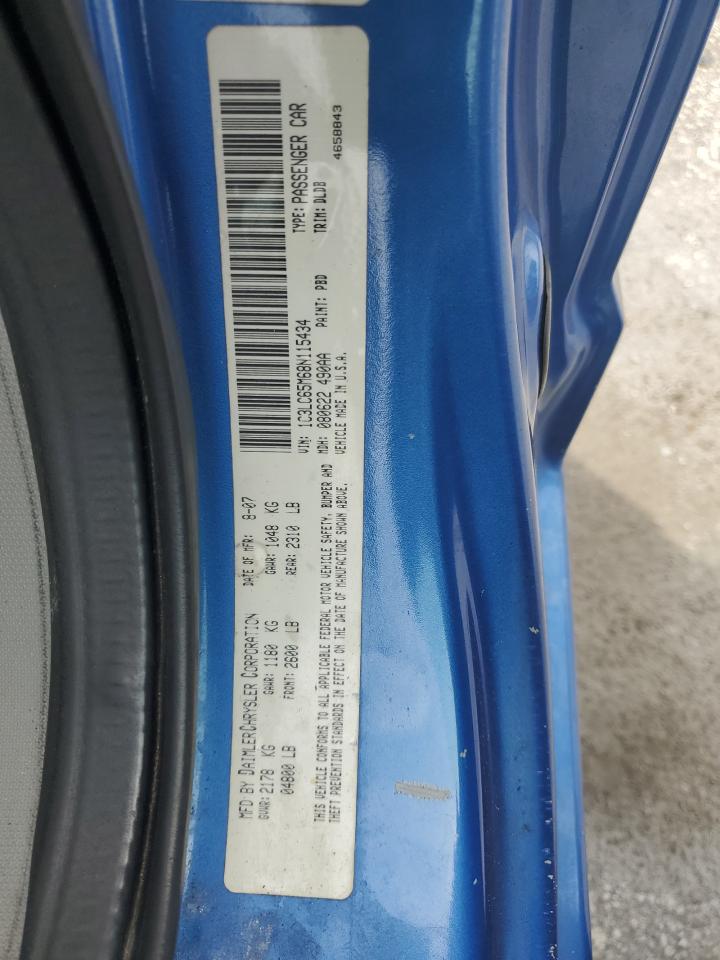 MFD BY DAIMLERCHRYSLER CORPORATION DATE OF MFR: 8-07
GVWR: 2178 KG GAWR: 1180 KG GAWR: 1048 KG
04800 LB FRONT: 2600 LB REAR: 2310 LB
THIS VEHICLE CONFORMS TO ALL APPLICABLE FEDERAL MOTOR VEHICLE SAFETY, BUMPER AND
THEFT PREVENTION STANDARDS IN EFFECT ON THE DATE OF MANUFACTURE SHOWN ABOVE.
VIN: 1C3LC65M68N115434 TYPE: PASSENGER CAR
MDH: 080622 490AA PAINT: PBD TRIM: DLDB
VEHICLE MADE IN U.S.A. 4658843